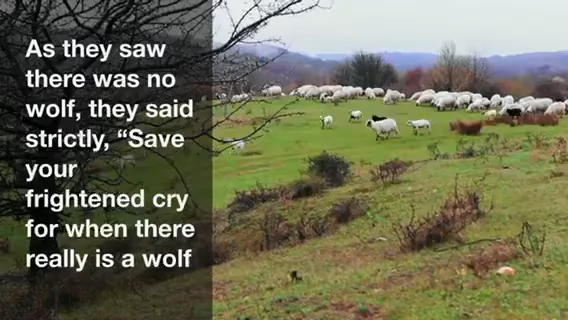 As they saw
there was no
wolf, they said
strictly, “Save
your
frightened cry
for when there
really is a wolf